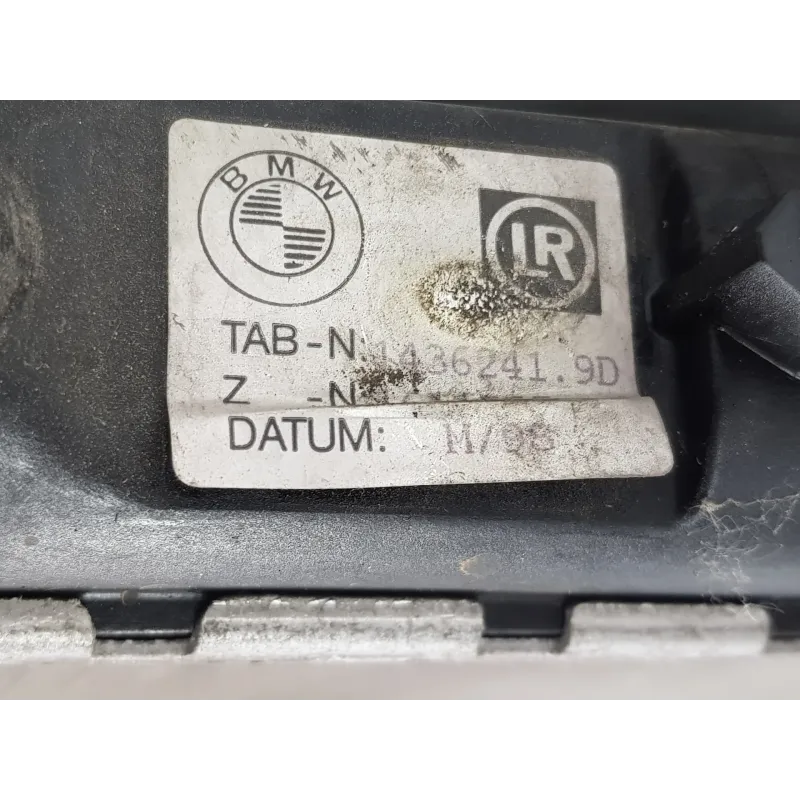 BMW
LR
TAB-N: 1436241.9D
Z -N
DATUM: